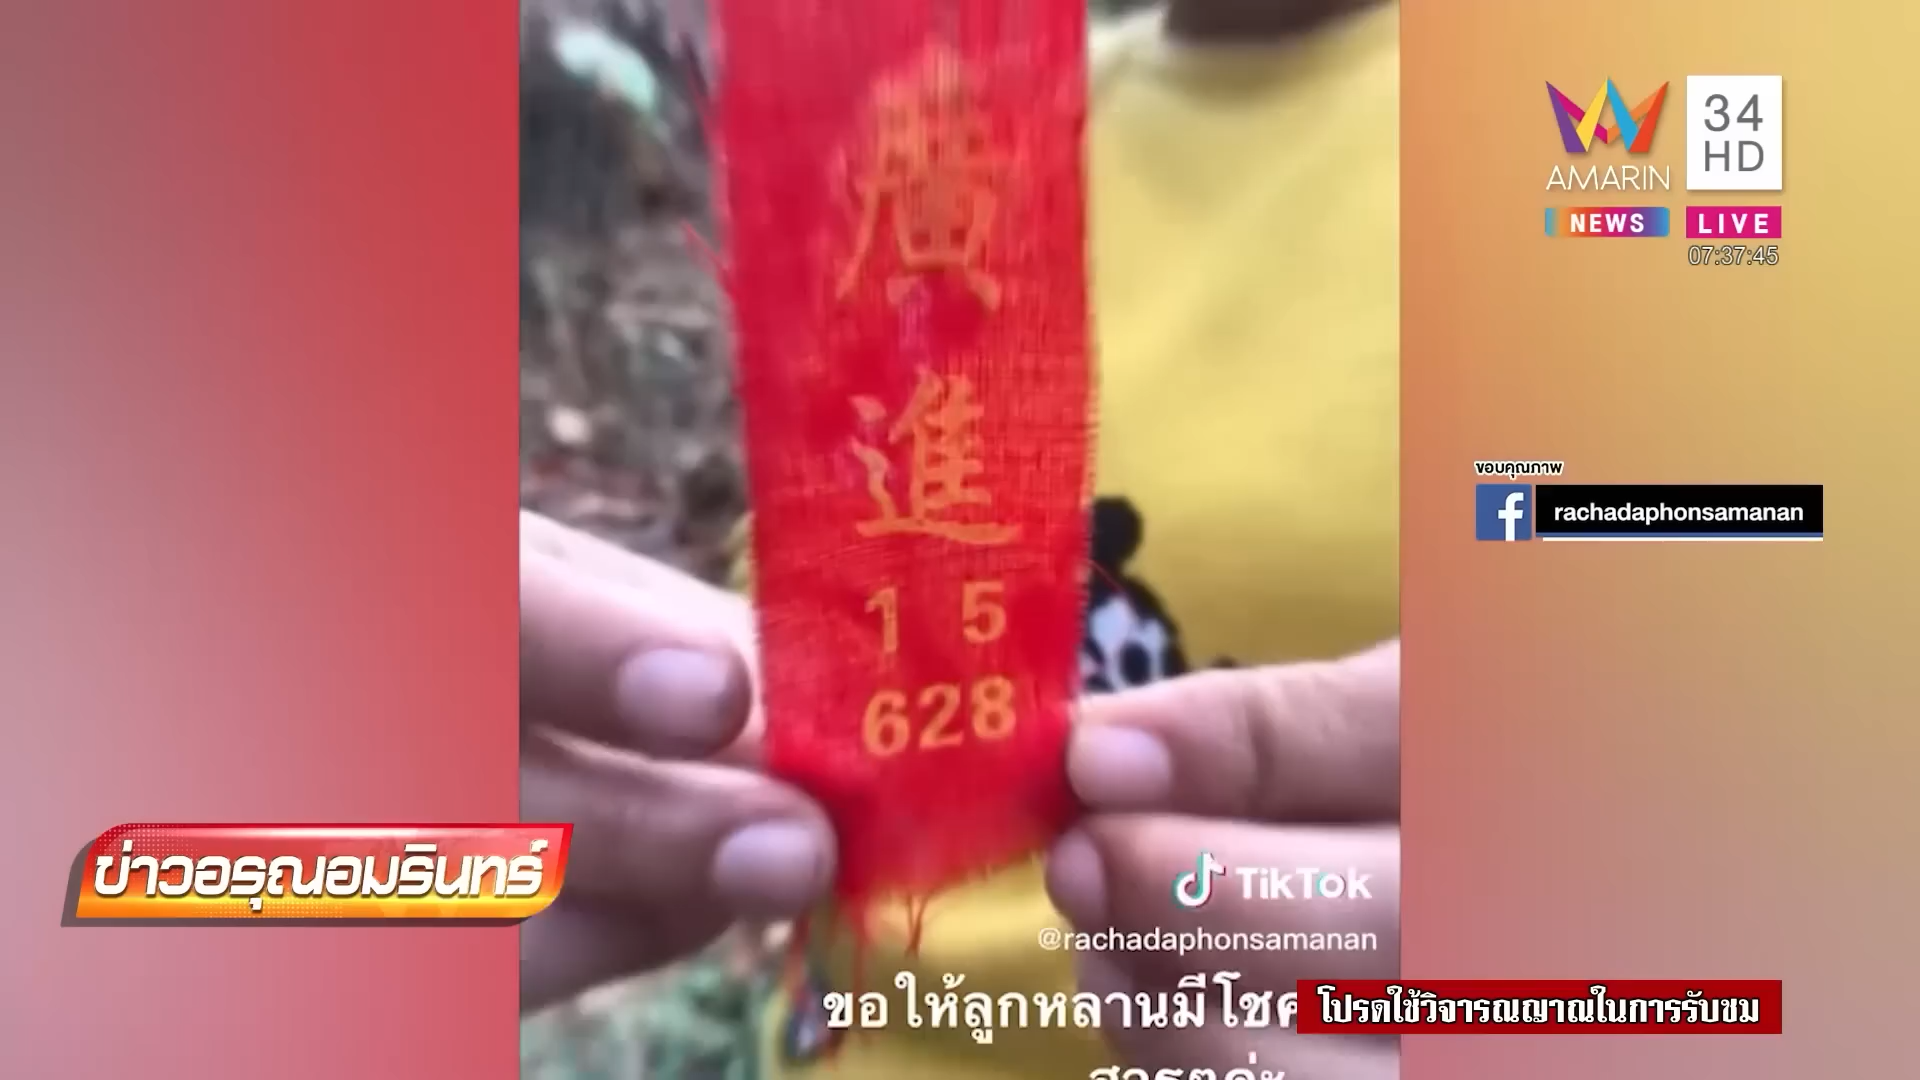 廣
進
1 5
628
AMARIN
NEWS
34
HD
LIVE
07:37:45
ขอบคุณภาพ
f rachadaphonsamanan
ข่าวอรุณอมรินทร์
TikTok
@rachadaphonsamanan
ขอให้ลูกหลานมีโชค
โปรดใช้วิจารณญาณในการรับชม